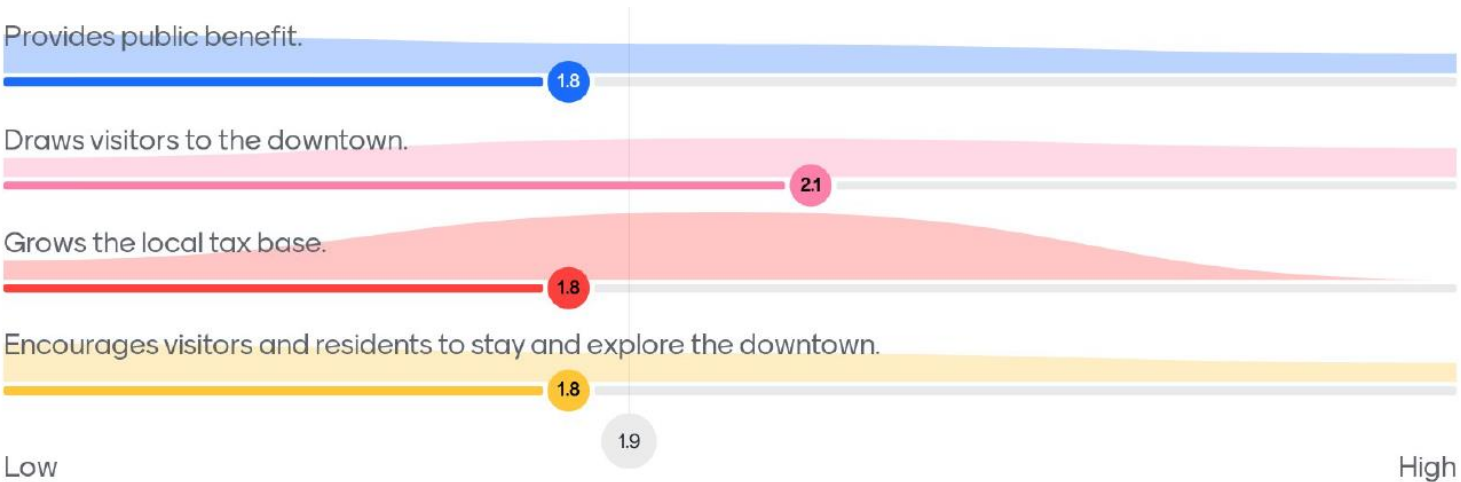 Provides public benefit.
1.8
Draws visitors to the downtown.
2.1
Grows the local tax base.
1.8
Encourages visitors and residents to stay and explore the downtown.
1.8
1.9
Low
High